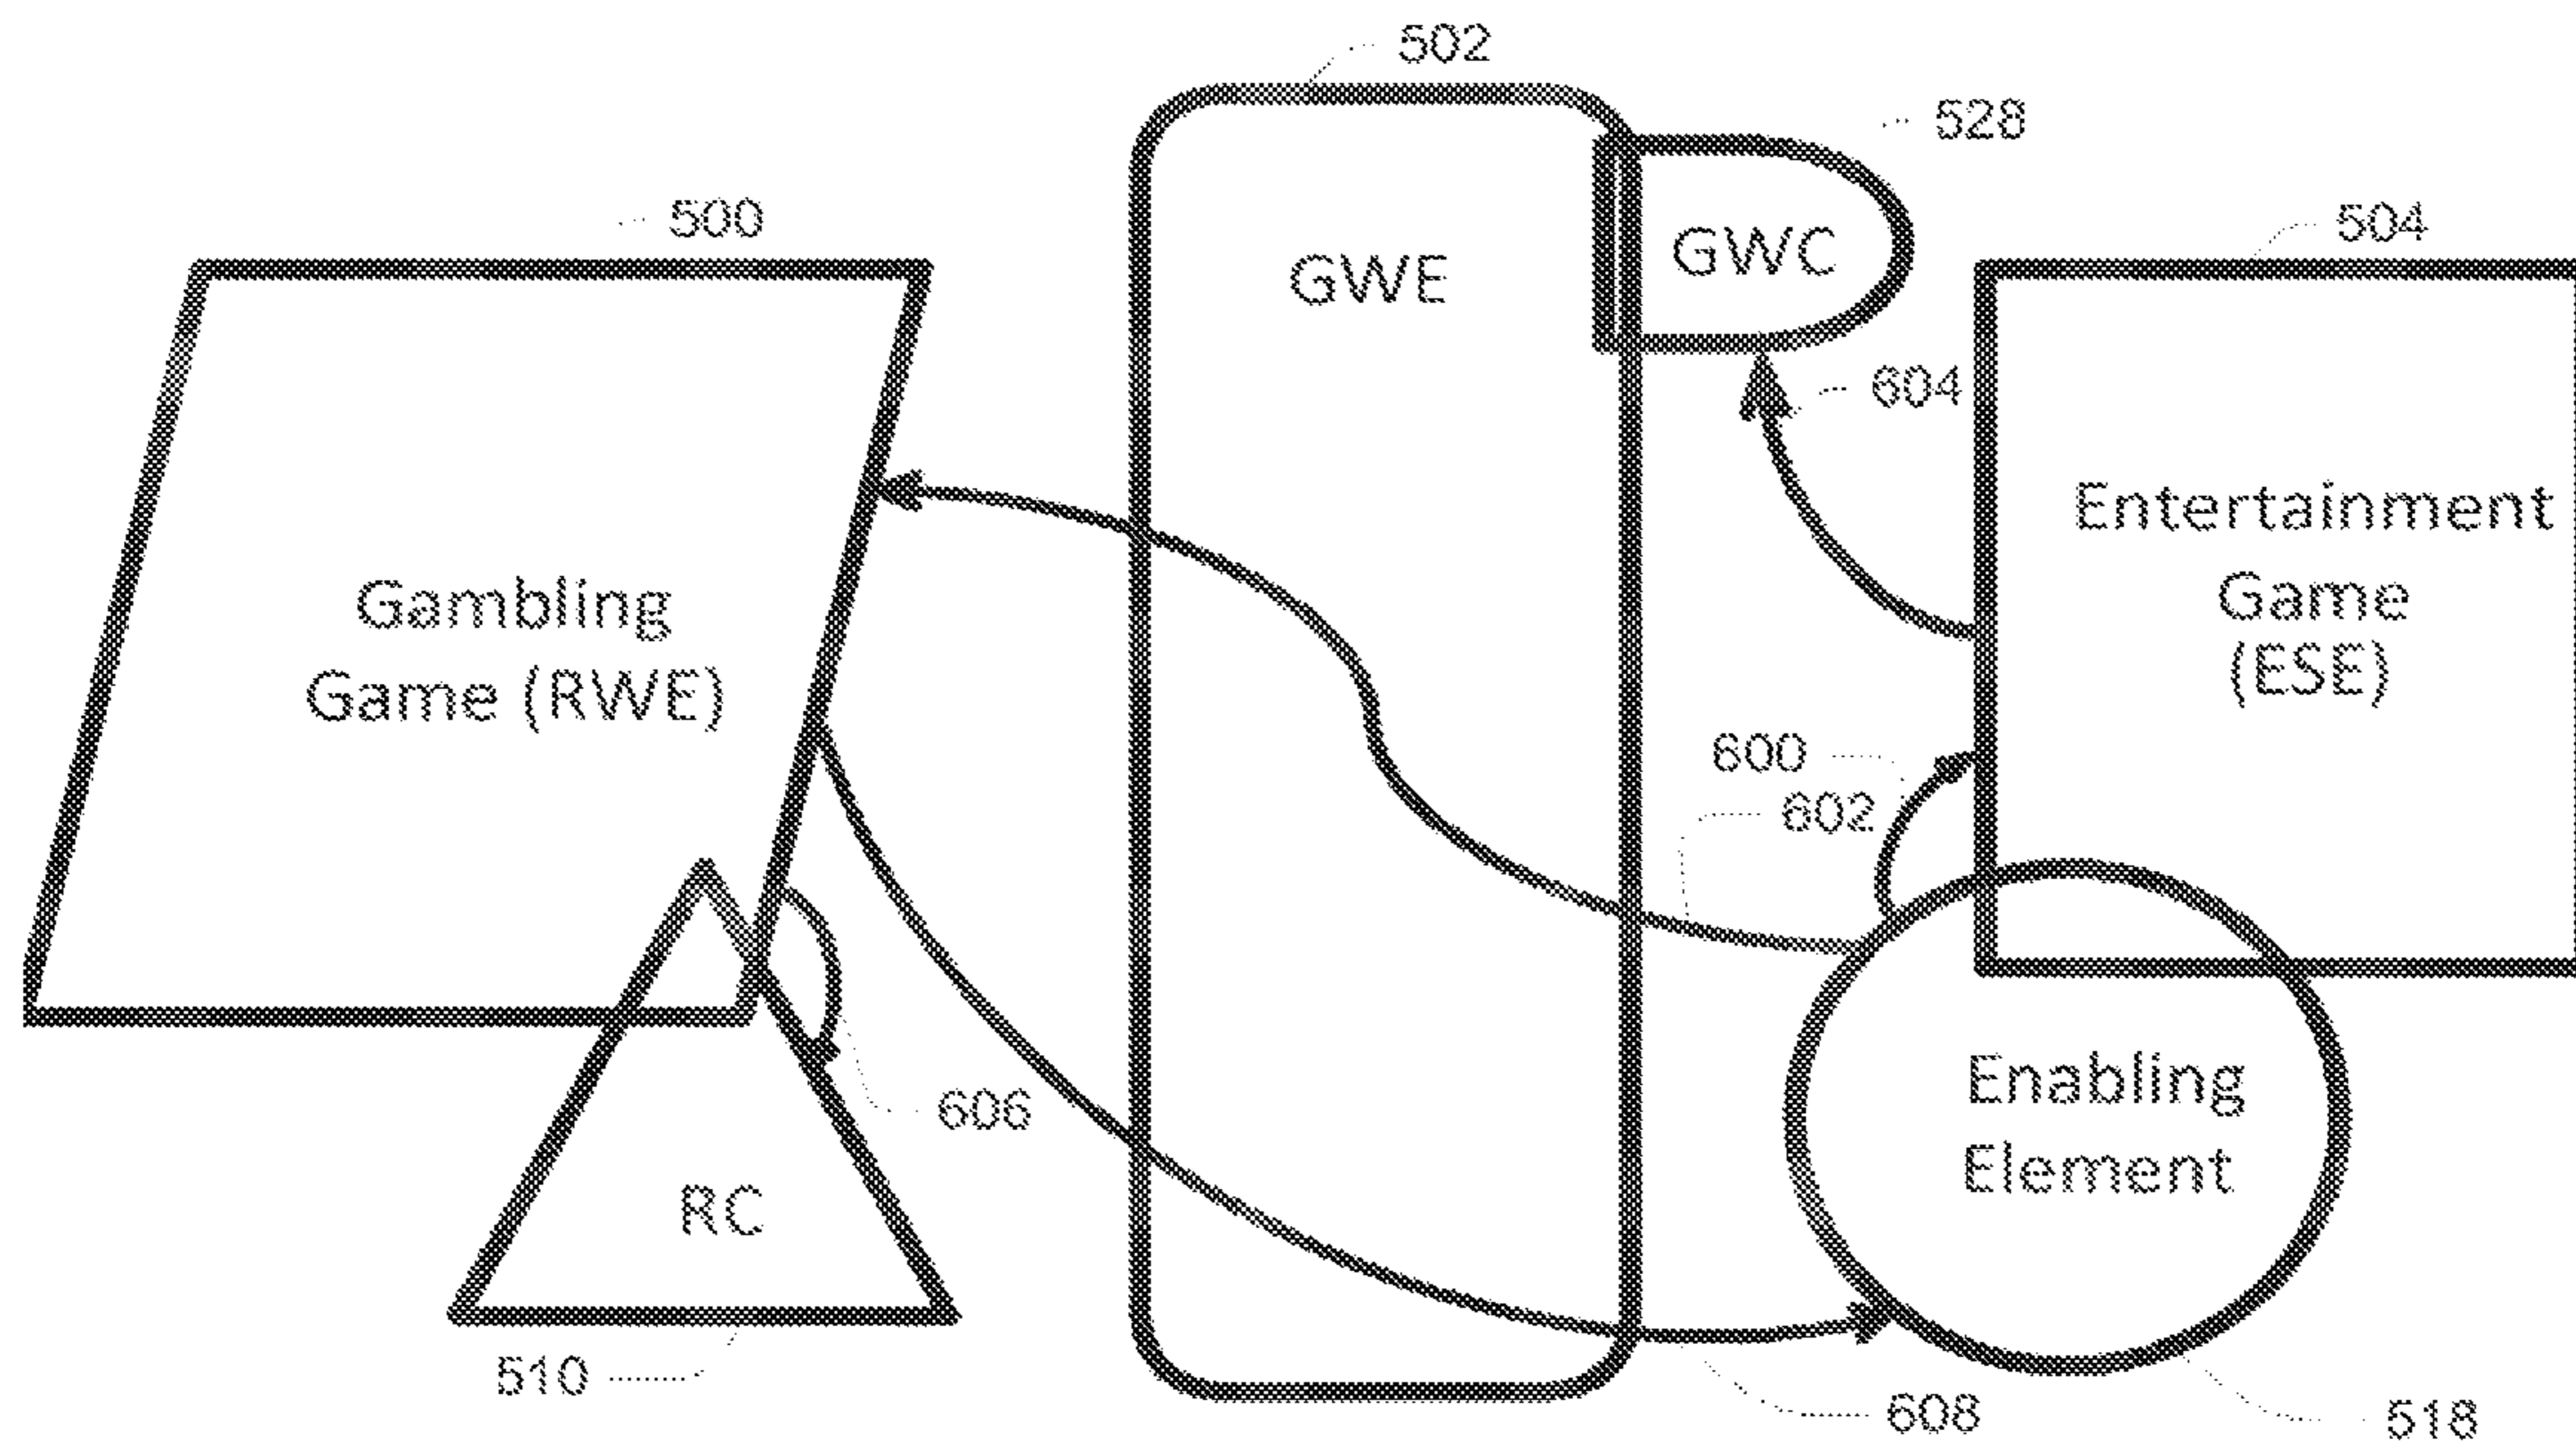 502
528
500
504
GWE
GWC
604
Entertainment
Game
(ESE)
Gambling
Game (RWE)
600
602
606
Enabling
Element
RC
510
608
518